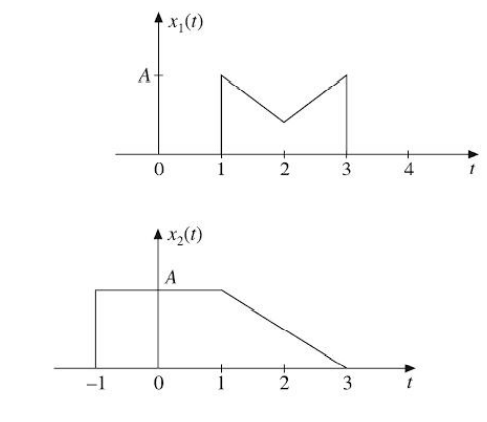 x₁(t)
A
0 1 2 3 4 t
x₂(t)
A
–1 0 1 2 3 t